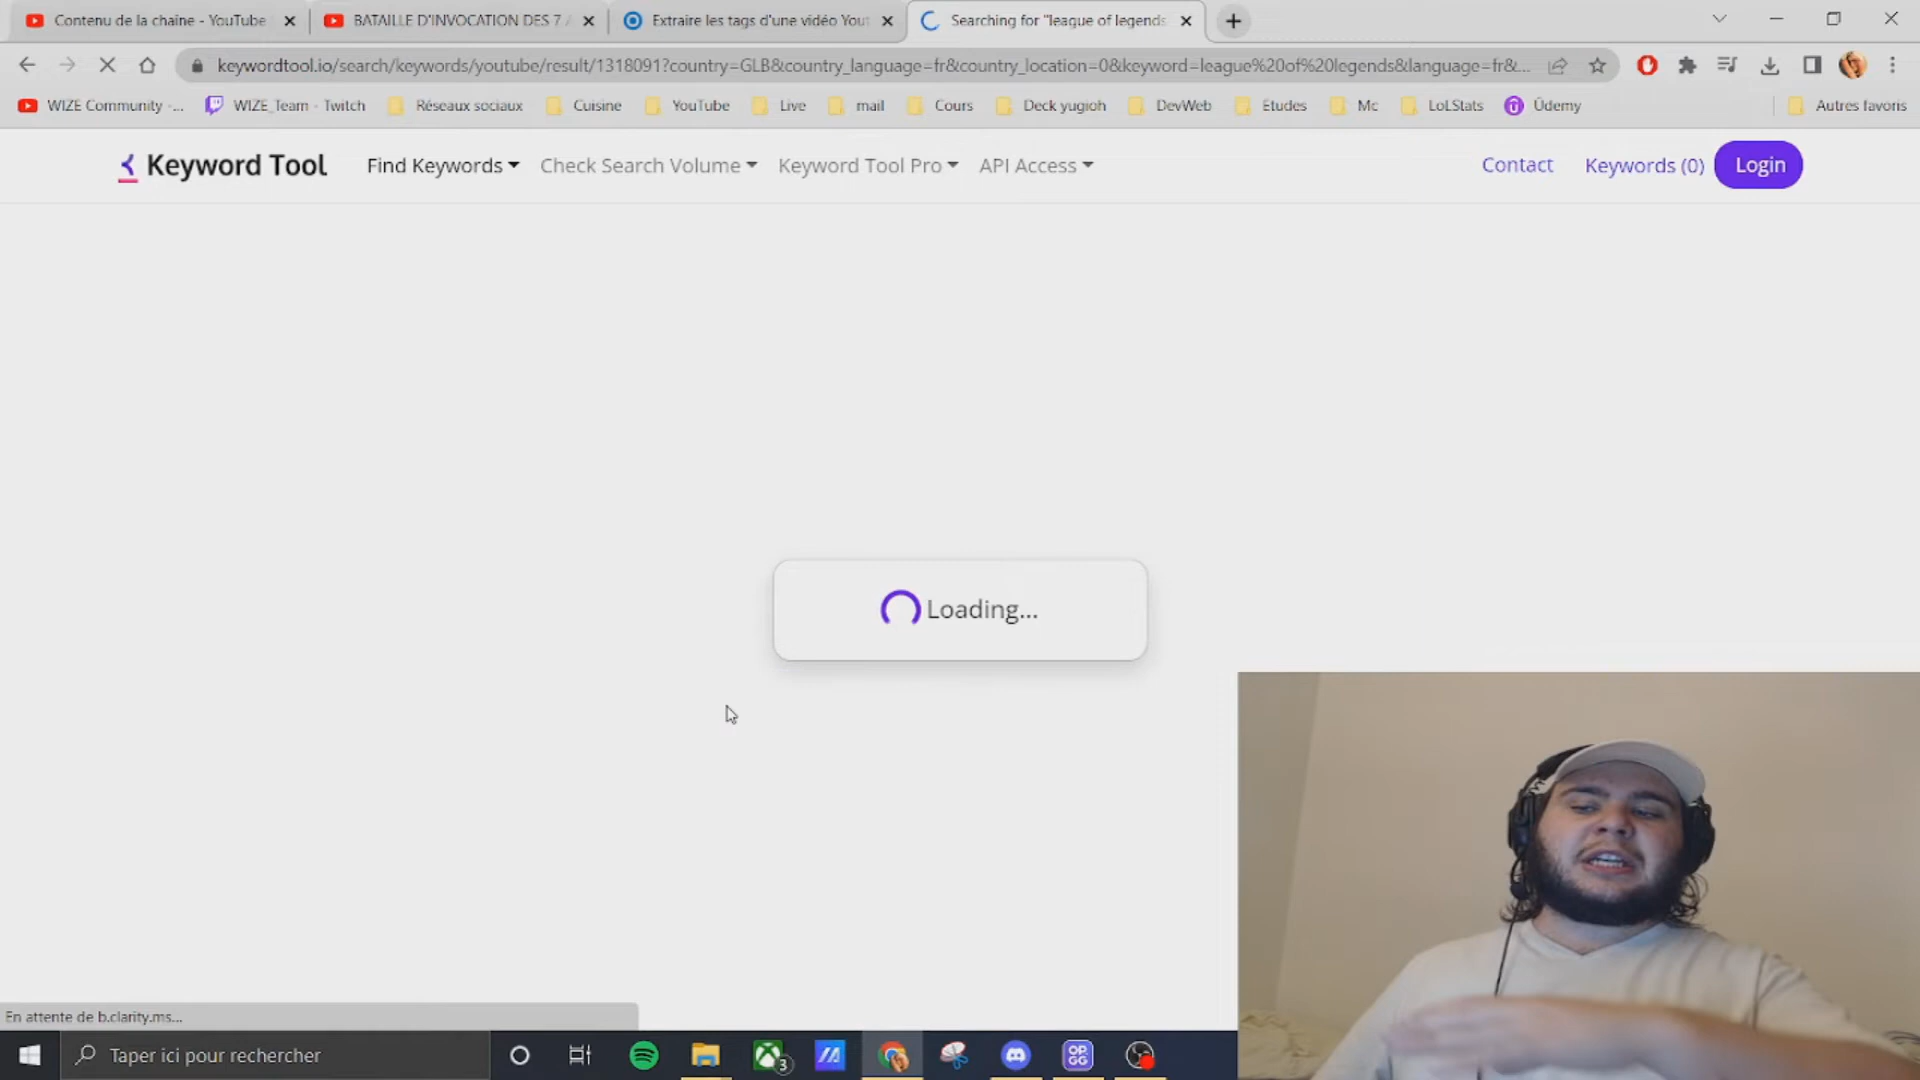 Contenu de la chaîne - YouTube
BATAILLE D'INVOCATION DES 7
Extraire les tags d'une vidéo Yout
Searching for "league of legends
keywordtool.io/search/keywords/youtube/result/1318091?country=GLB&country_language=fr&country_location=0&keyword=league%20of%20legends&language=fr&...
WIZE Community -...
WIZE_Team - Twitch
Réseaux sociaux
Cuisine
YouTube
Live
mail
Cours
Deck yugioh
DevWeb
Etudes
Mc
LoLStats
Udemy
Autres favoris
Keyword Tool
Find Keywords
Check Search Volume
Keyword Tool Pro
API Access
Contact
Keywords (0)
Login
Loading...
En attente de b.clarity.ms...
Taper ici pour rechercher
3
OP.GG